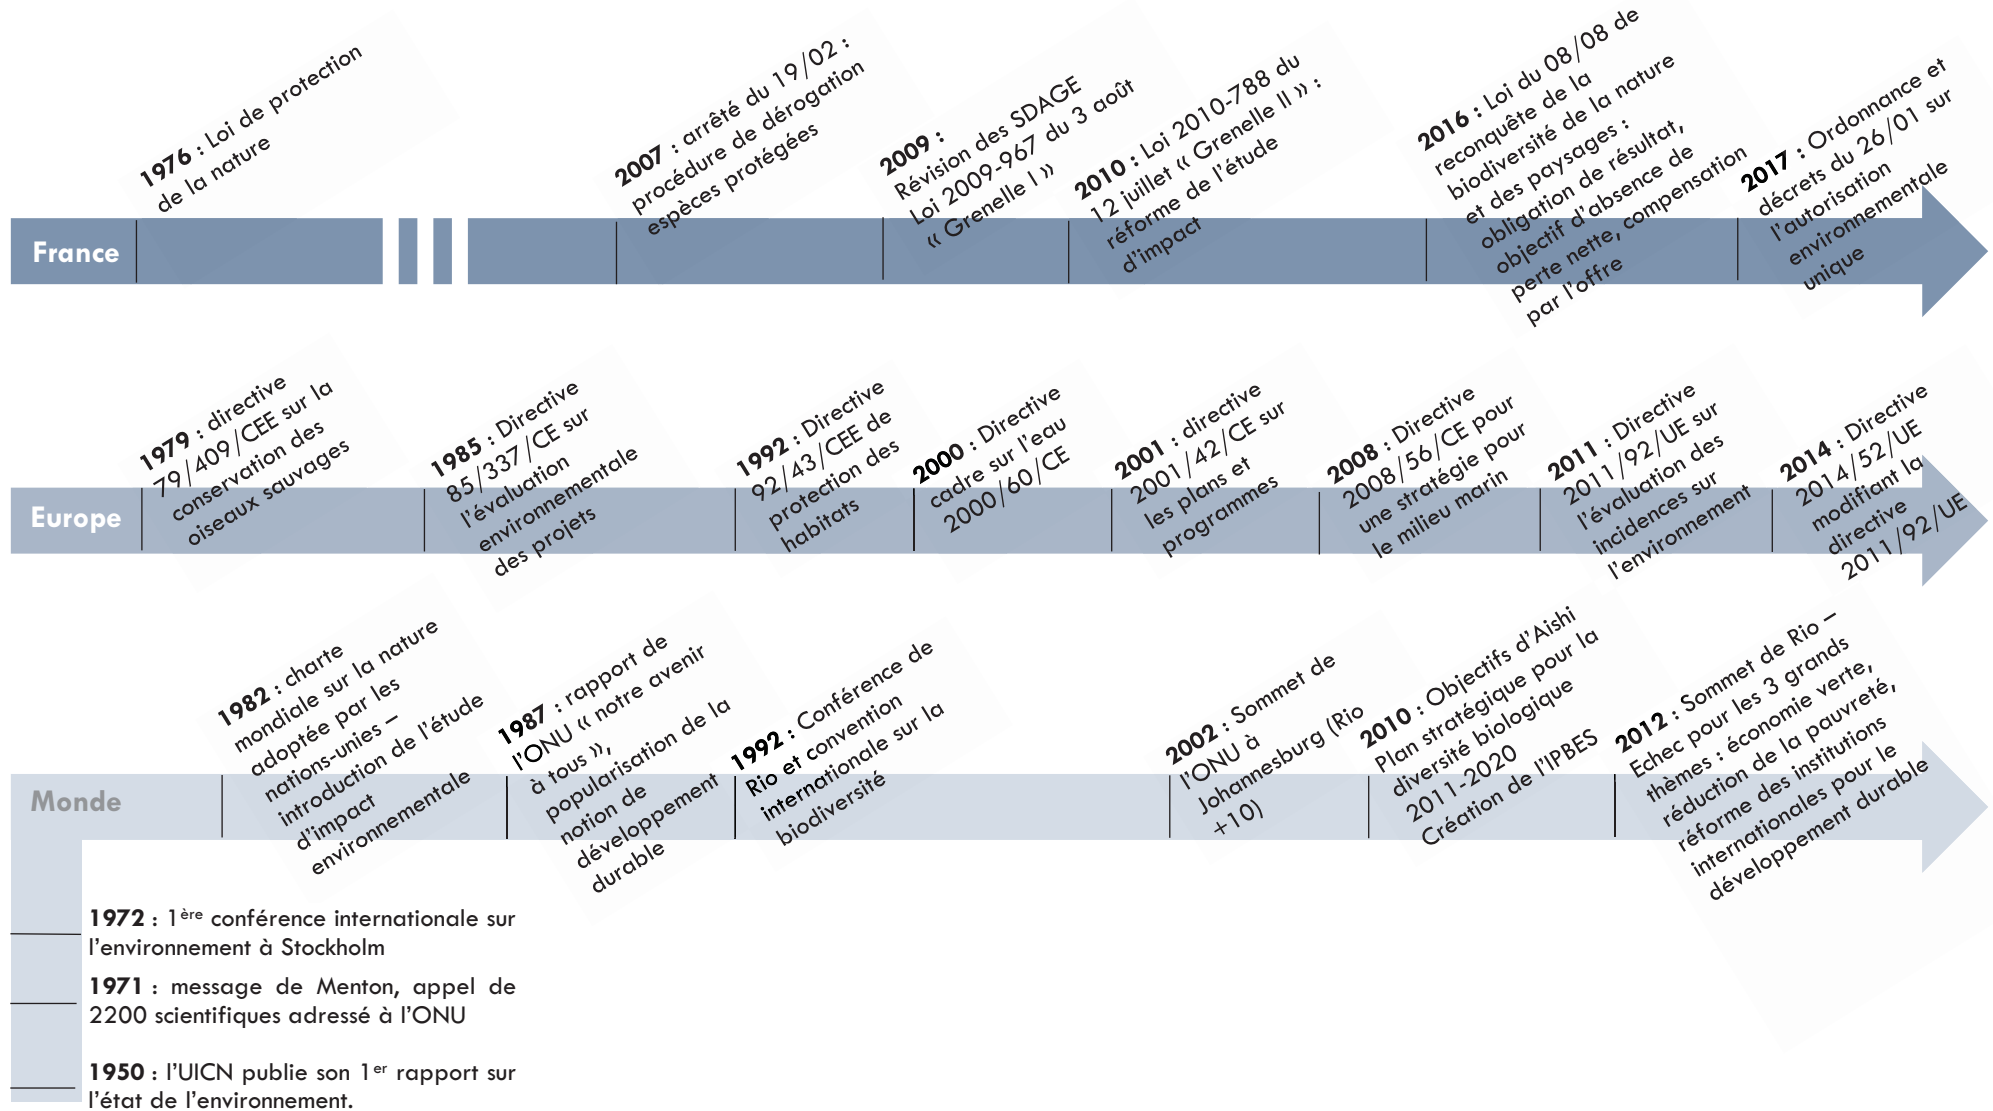 1976 : Loi de protection
de la nature
2007 : arrêté du 19/02 :
procédure de dérogation
espèces protégées
2009 :
Révision des SDAGE
Loi 2009-967 du 3 août
« Grenelle I »
2010 : Loi 2010-788 du
12 juillet « Grenelle II » :
réforme de l'étude
d'impact
2016 : Loi du 08/08 de
reconquête de la
biodiversité de la nature
et des paysages :
obligation de résultat,
objectif d'absence de
perte nette, compensation
par l'offre
2017 : Ordonnance et
décrets du 26/01 sur
l'autorisation
environnementale
unique
France
1979 : directive
79/409/CEE sur la
conservation des
oiseaux sauvages
1985 : Directive
85/337/CE sur
l'évaluation
environnementale
des projets
1992 : Directive
92/43/CEE de
protection des
habitats
2000 : Directive
cadre sur l'eau
2000/60/CE
2001 : directive
2001/42/CE sur
les plans et
programmes
2008 : Directive
2008/56/CE pour
une stratégie pour
le milieu marin
2011 : Directive
2011/92/UE sur
l'évaluation des
incidences sur
l'environnement
2014 : Directive
2014/52/UE
modifiant la
directive
2011/92/UE
Europe
1982 : charte
mondiale sur la nature
adoptée par les
nations-unies –
introduction de l'étude
d'impact
environnementale
1987 : rapport de
l'ONU « notre avenir
à tous »,
popularisation de la
notion de
développement
durable
1992 : Conférence de
Rio et convention
internationale sur la
biodiversité
2002 : Sommet de
l'ONU à
Johannesburg (Rio
+10)
2010 : Objectifs d'Aishi
Plan stratégique pour la
diversité biologique
2011-2020
Création de l'IPBES
2012 : Sommet de Rio –
Echec pour les 3 grands
thèmes : économie verte,
réduction de la pauvreté,
réforme des institutions
internationales pour le
développement durable
Monde
1972 : 1ère conférence internationale sur
l'environnement à Stockholm
1971 : message de Menton, appel de
2200 scientifiques adressé à l'ONU
1950 : l'UICN publie son 1er rapport sur
l'état de l'environnement.